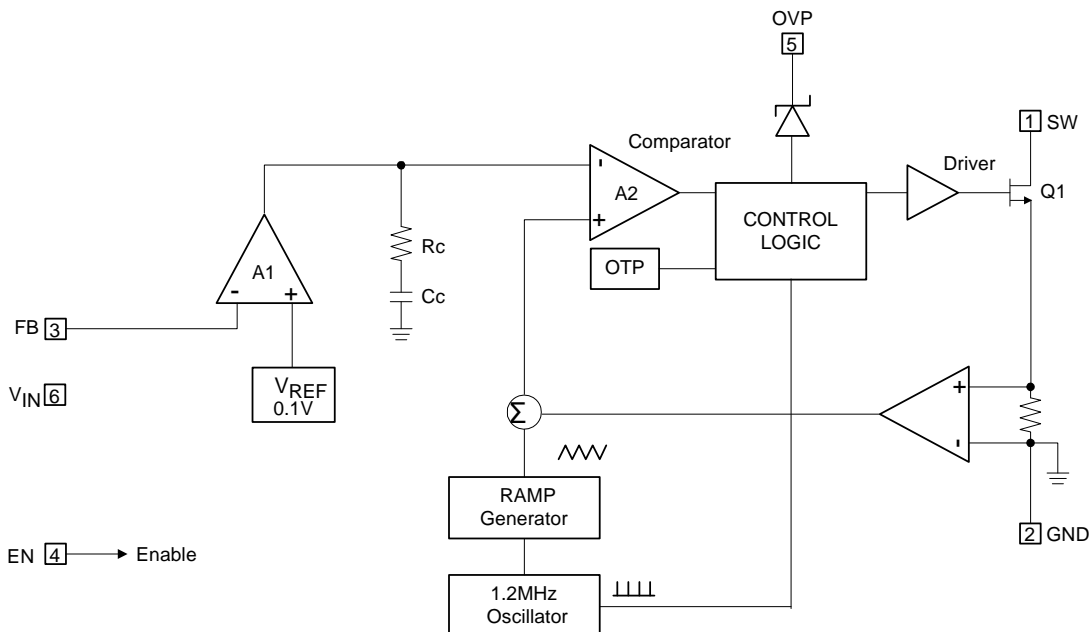 OVP
5
1 SW
Comparator
Driver
-
A2
+
Q1
CONTROL
LOGIC
Rc
OTP
A1
- +
Cc
FB 3
VREF
0.1V
VIN 6
+
Σ
-
RAMP
Generator
2 GND
EN 4 Enable
1.2MHz
Oscillator